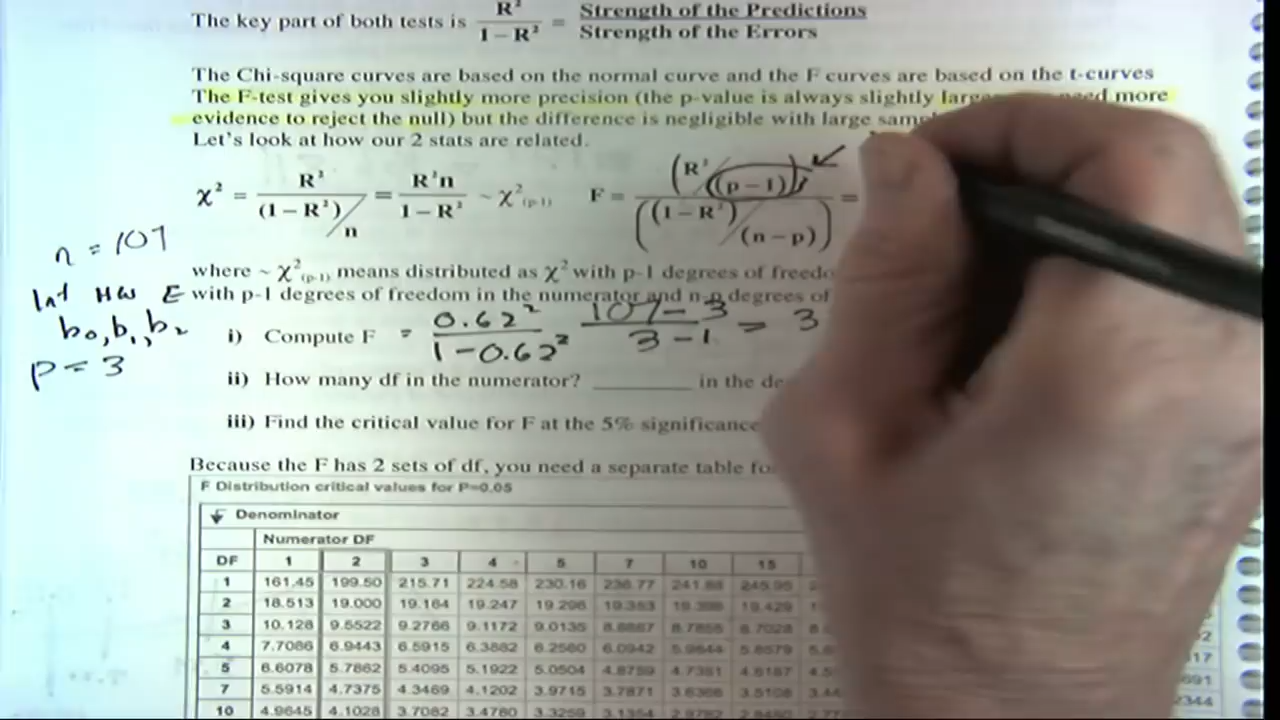 The key part of both tests is R² / 1 – R² = Strength of the Predictions / Strength of the Errors
The Chi-square curves are based on the normal curve and the F curves are based on the t-curves
The F-test gives you slightly more precision (the p-value is always slightly more
evidence to reject the null) but the difference is negligible with large
Let's look at how our 2 stats are related.
χ² = R² / ((1 – R²)/n) = R²n / 1 – R² ~ χ²(p-1) F = (R²/(p – 1)) / ((1 – R²)/(n – p)) =
n = 107
where ~ χ²(p-1) means distributed as χ² with p-1 degrees of
Int HW E
with p-1 degrees of freedom in the numerator and n-p degrees of
b0, b1, b2
i) Compute F = 0.62² / 1 – 0.62² 107 – 3 / 3 – 1 = 3
p = 3
ii) How many df in the numerator? ________ in the
iii) Find the critical value for F at the 5% significance
Because the F has 2 sets of df, you need a separate table
F Distribution critical values for P=0.05
Denominator
Numerator DF
DF 1 2 3 4 5 7 10 15
1 161.45 199.50 215.71 224.58 230.16 236.77 241.88 245.95
2 18.513 19.000 19.164 19.247 19.296 19.353 19.396 19.429
3 10.128 9.5522 9.2766 9.1172 9.0135 8.8867 8.7855 8.7028
4 7.7086 6.9443 6.5915 6.3882 6.2560 6.0942 5.9644 5.8579
5 6.6078 5.7862 5.4095 5.1922 5.0504 4.8759 4.7351 4.6187
7 5.5914 4.7375 4.3469 4.1202 3.9715 3.7871 3.6366 3.5108
10 4.9645 4.1028 3.7082 3.4780 3.3259 3.1354